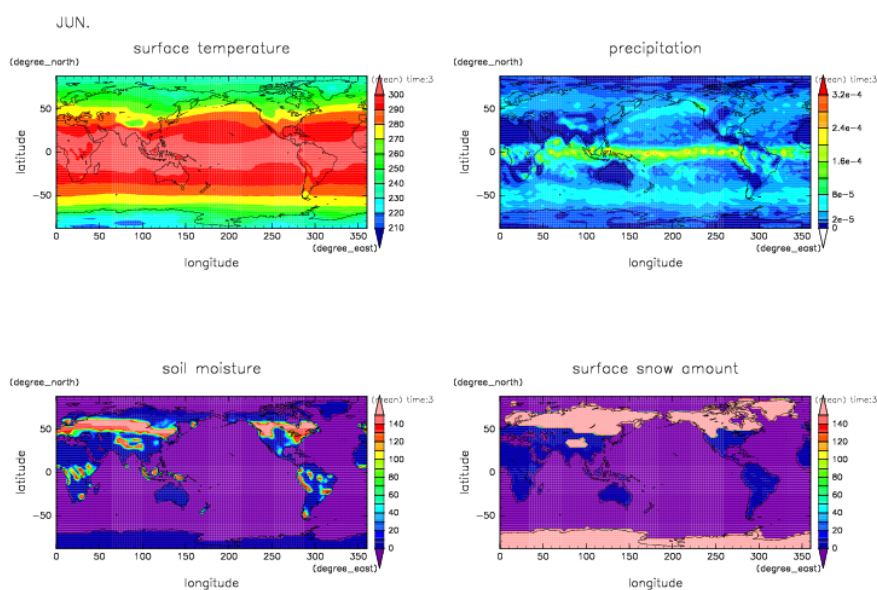 JUN.
surface temperature
(degree_north)
(mean) time:3
300
290
280
270
260
250
240
230
220
210
latitude
50
0
−50
0 50 100 150 200 250 300 350
(degree_east)
longitude
precipitation
(degree_north)
(mean) time:3
3.2e−4
2.4e−4
1.6e−4
8e−5
2e−5
0
latitude
50
0
−50
0 50 100 150 200 250 300 350
(degree_east)
longitude
soil moisture
(degree_north)
(mean) time:3
140
120
100
80
60
40
20
0
latitude
50
0
−50
0 50 100 150 200 250 300 350
(degree_east)
longitude
surface snow amount
(degree_north)
(mean) time:3
140
120
100
80
60
40
20
0
latitude
50
0
−50
0 50 100 150 200 250 300 350
(degree_east)
longitude